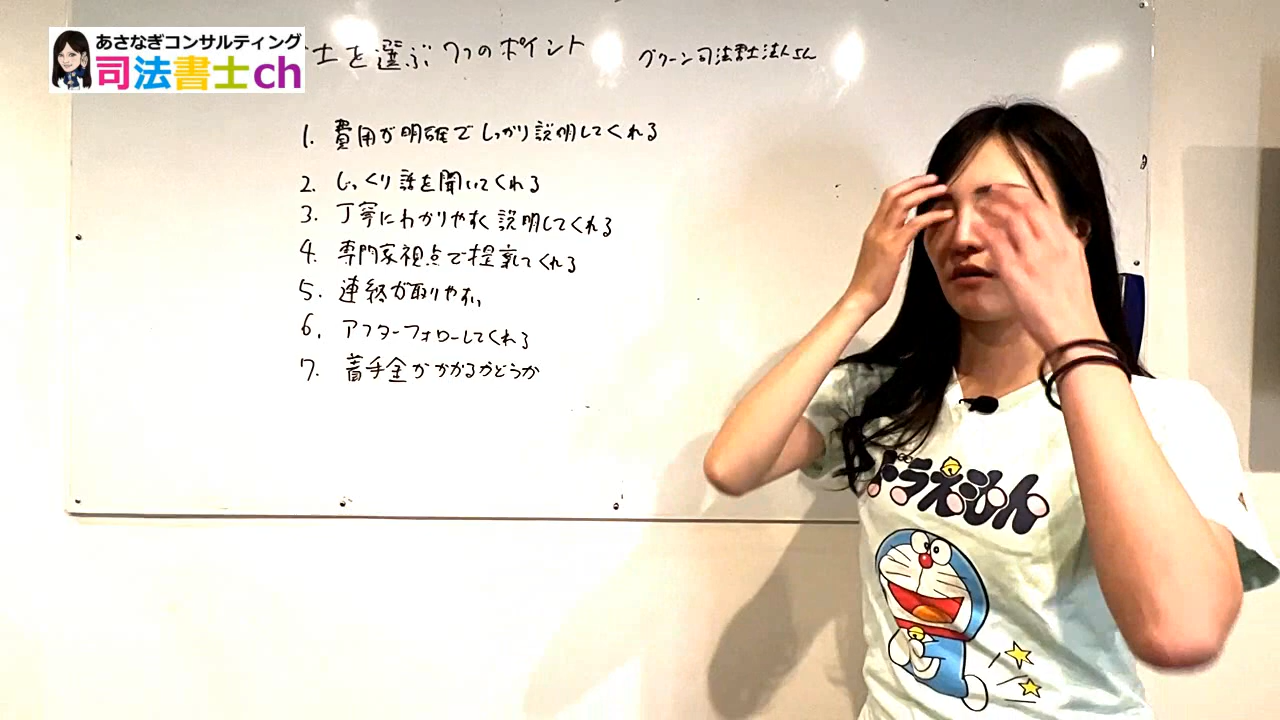 あさなぎコンサルティング
司法書士ch
士を選ぶ7つのポイント
グリーン司法書士法人さん
1. 費用が明確でしっかり説明してくれる
2. じっくり話を聞いてくれる
3. 丁寧にわかりやすく説明してくれる
4. 専門家視点で提案してくれる
5. 連絡が取りやすい
6. アフターフォローしてくれる
7. 着手金がかかるかどうか
ドラえもん